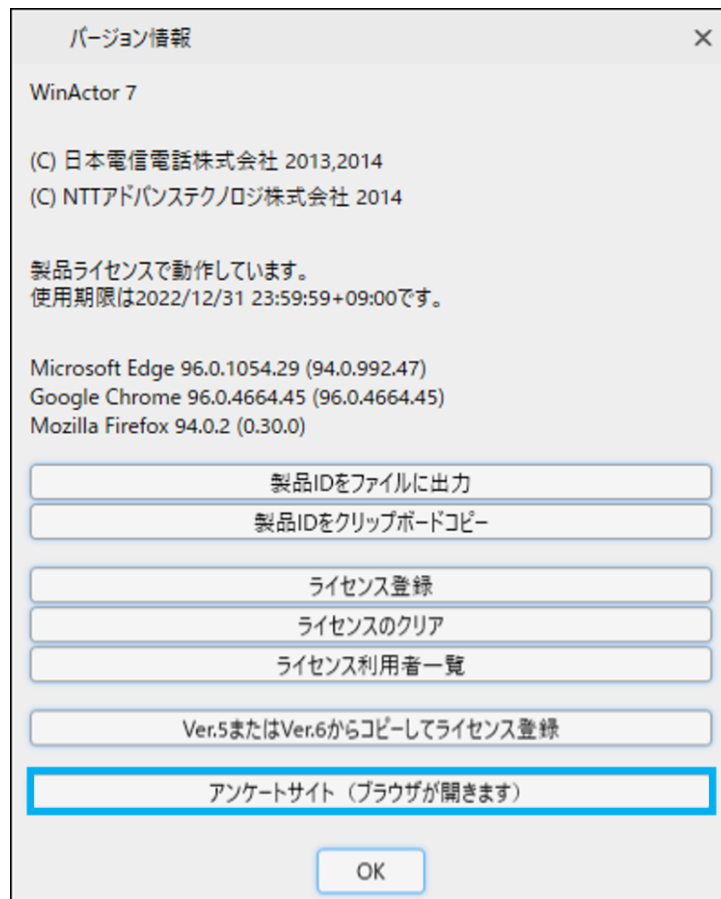 バージョン情報
WinActor 7
(C) 日本電信電話株式会社 2013,2014
(C) NTTアドバンステクノロジ株式会社 2014
製品ライセンスで動作しています。
使用期限は2022/12/31 23:59:59+09:00です。
Microsoft Edge 96.0.1054.29 (94.0.992.47)
Google Chrome 96.0.4664.45 (96.0.4664.45)
Mozilla Firefox 94.0.2 (0.30.0)
製品IDをファイルに出力
製品IDをクリップボードコピー
ライセンス登録
ライセンスのクリア
ライセンス利用者一覧
Ver.5またはVer.6からコピーしてライセンス登録
アンケートサイト（ブラウザが開きます）
OK